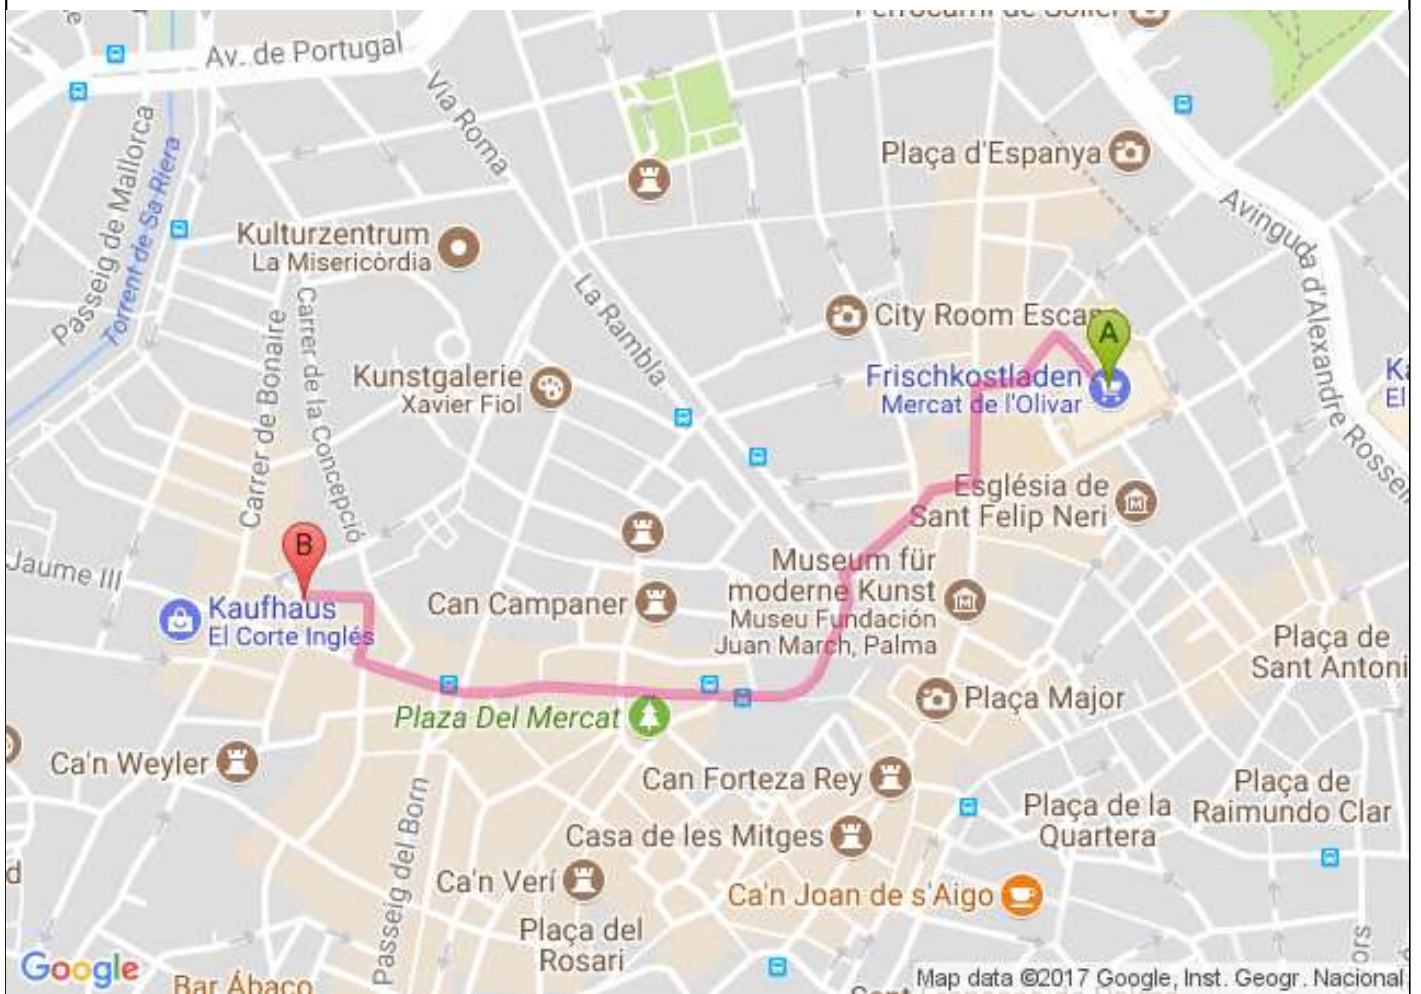 Av. de Portugal
Via Roma
Passeig de Mallorca
Torrent de Sa Riera
Plaça d'Espanya
Avinguda d'Alexandre Rosselló
Kulturzentrum
La Misericòrdia
La Rambla
City Room Escape
A
Carrer de Bonaire
Carrer de la Concepció
Kunstgalerie
Xavier Fiol
Frischkostladen
Mercat de l'Olivar
El
Església de
Sant Felip Neri
B
Jaume III
Kaufhaus
El Corte Inglés
Can Campaner
Museum für
moderne Kunst
Museu Fundación
Juan March, Palma
Plaça de
Sant Antoni
Plaça Major
Plaza Del Mercat
Ca'n Weyler
Can Forteza Rey
Plaça de
Raimundo Clar
Plaça de la
Quartera
Casa de les Mitges
Passeig del Born
Ca'n Verí
Ca'n Joan de s'Aigo
Plaça del
Rosari
Google
Bar Ábaco
Map data ©2017 Google, Inst. Geogr. Nacional